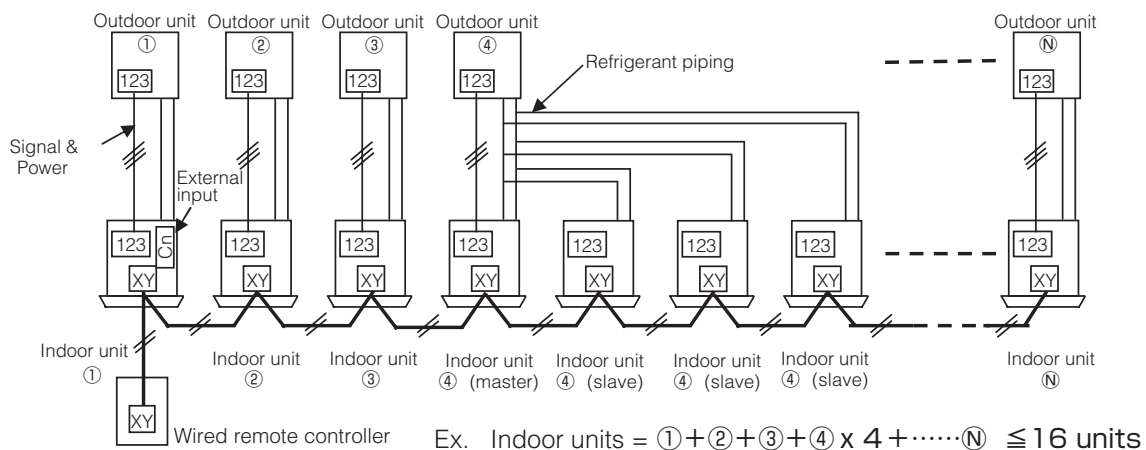 Outdoor unit Outdoor unit Outdoor unit Outdoor unit Outdoor unit
① ② ③ ④ Ⓝ
Refrigerant piping
123 123 123 123 123
Signal &
Power
External
input
123 Cn 123 123 123 123 123 123 123
XY XY XY XY XY XY XY XY
Indoor unit Indoor unit Indoor unit Indoor unit Indoor unit Indoor unit Indoor unit Indoor unit
① ② ③ ④ (master) ④ (slave) ④ (slave) ④ (slave) Ⓝ
XY
Wired remote controller
Ex. Indoor units = ①+②+③+④ x 4 +……Ⓝ ≦16 units